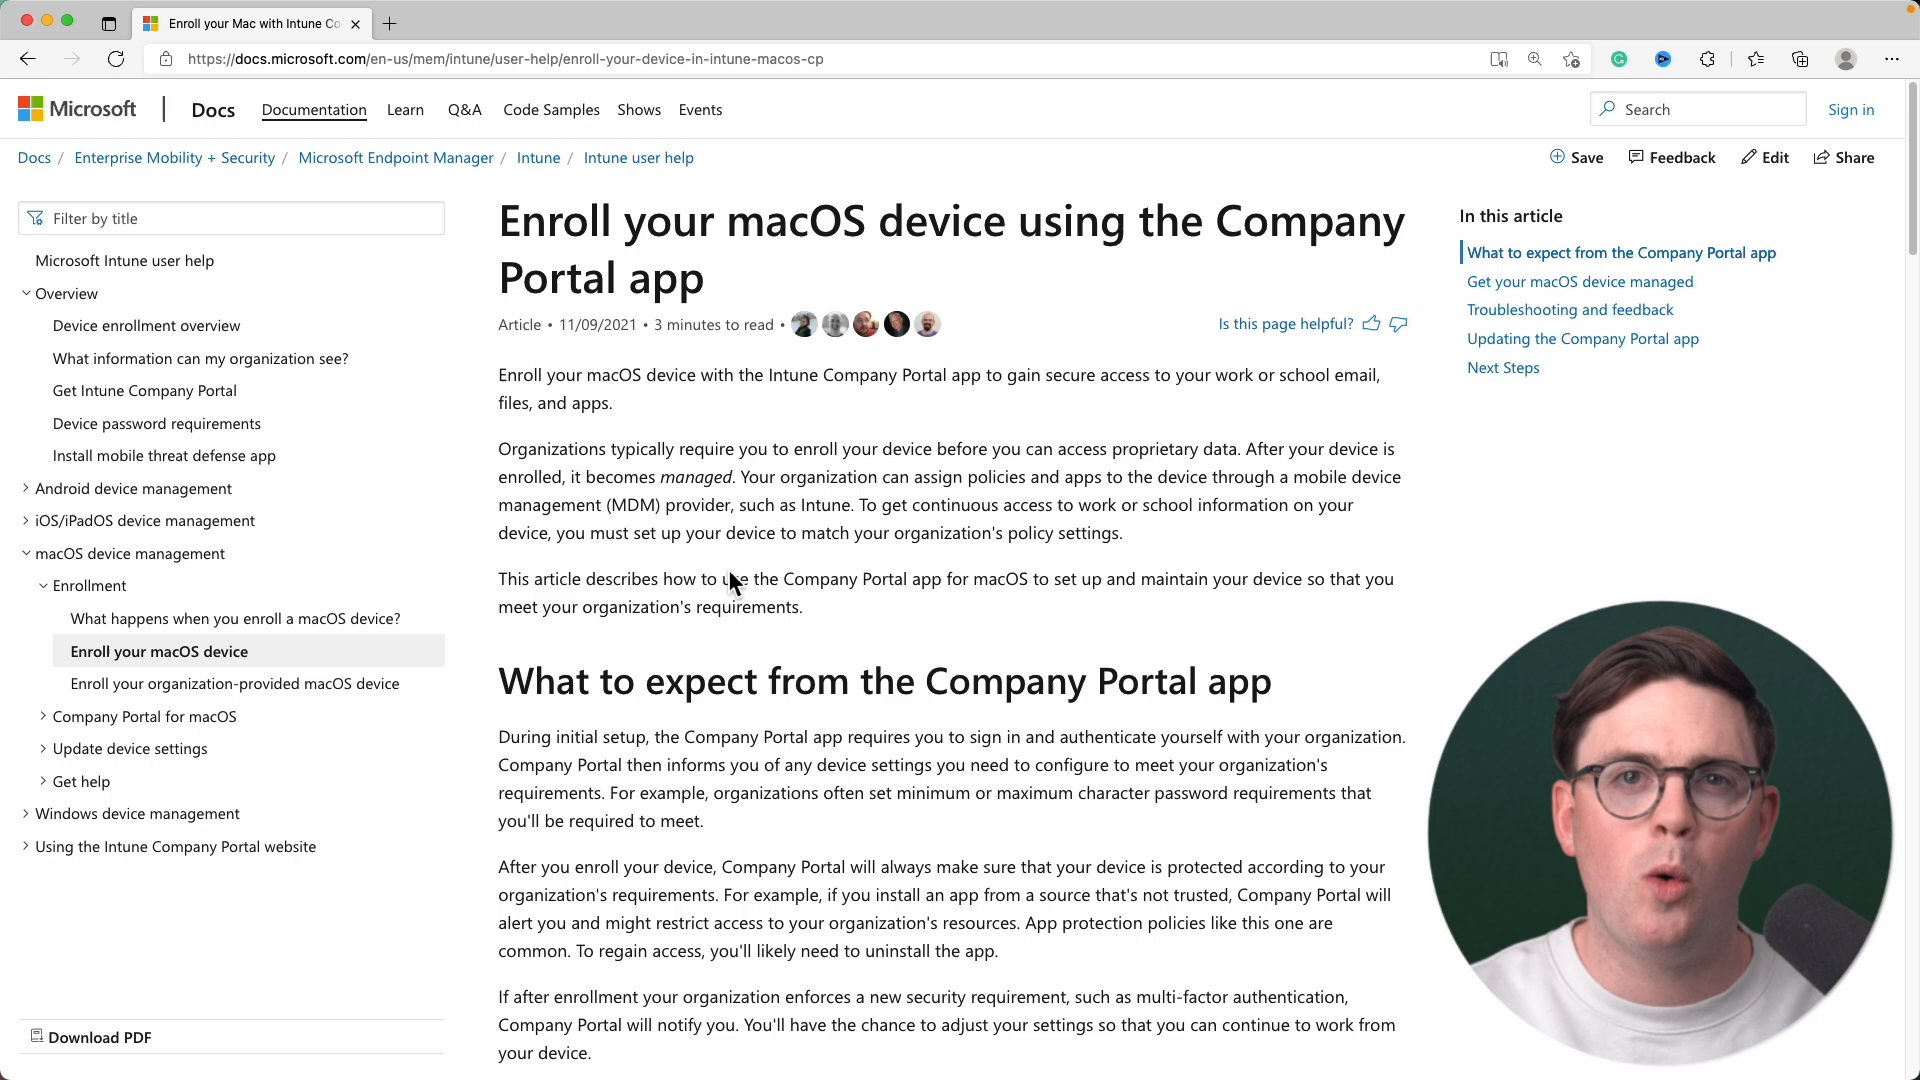 Enroll your Mac with Intune Co
https://docs.microsoft.com/en-us/mem/intune/user-help/enroll-your-device-in-intune-macos-cp
Microsoft
Docs
Documentation
Learn
Q&A
Code Samples
Shows
Events
Search
Sign in
Docs / Enterprise Mobility + Security / Microsoft Endpoint Manager / Intune / Intune user help
Save
Feedback
Edit
Share
Filter by title
Microsoft Intune user help
Overview
Device enrollment overview
What information can my organization see?
Get Intune Company Portal
Device password requirements
Install mobile threat defense app
Android device management
iOS/iPadOS device management
macOS device management
Enrollment
What happens when you enroll a macOS device?
Enroll your macOS device
Enroll your organization-provided macOS device
Company Portal for macOS
Update device settings
Get help
Windows device management
Using the Intune Company Portal website
Download PDF
Enroll your macOS device using the Company
Portal app
Article • 11/09/2021 • 3 minutes to read •
Is this page helpful?
Enroll your macOS device with the Intune Company Portal app to gain secure access to your work or school email,
files, and apps.
Organizations typically require you to enroll your device before you can access proprietary data. After your device is
enrolled, it becomes managed. Your organization can assign policies and apps to the device through a mobile device
management (MDM) provider, such as Intune. To get continuous access to work or school information on your
device, you must set up your device to match your organization's policy settings.
This article describes how to use the Company Portal app for macOS to set up and maintain your device so that you
meet your organization's requirements.
What to expect from the Company Portal app
During initial setup, the Company Portal app requires you to sign in and authenticate yourself with your organization.
Company Portal then informs you of any device settings you need to configure to meet your organization's
requirements. For example, organizations often set minimum or maximum character password requirements that
you'll be required to meet.
After you enroll your device, Company Portal will always make sure that your device is protected according to your
organization's requirements. For example, if you install an app from a source that's not trusted, Company Portal will
alert you and might restrict access to your organization's resources. App protection policies like this one are
common. To regain access, you'll likely need to uninstall the app.
If after enrollment your organization enforces a new security requirement, such as multi-factor authentication,
Company Portal will notify you. You'll have the chance to adjust your settings so that you can continue to work from
your device.
In this article
What to expect from the Company Portal app
Get your macOS device managed
Troubleshooting and feedback
Updating the Company Portal app
Next Steps